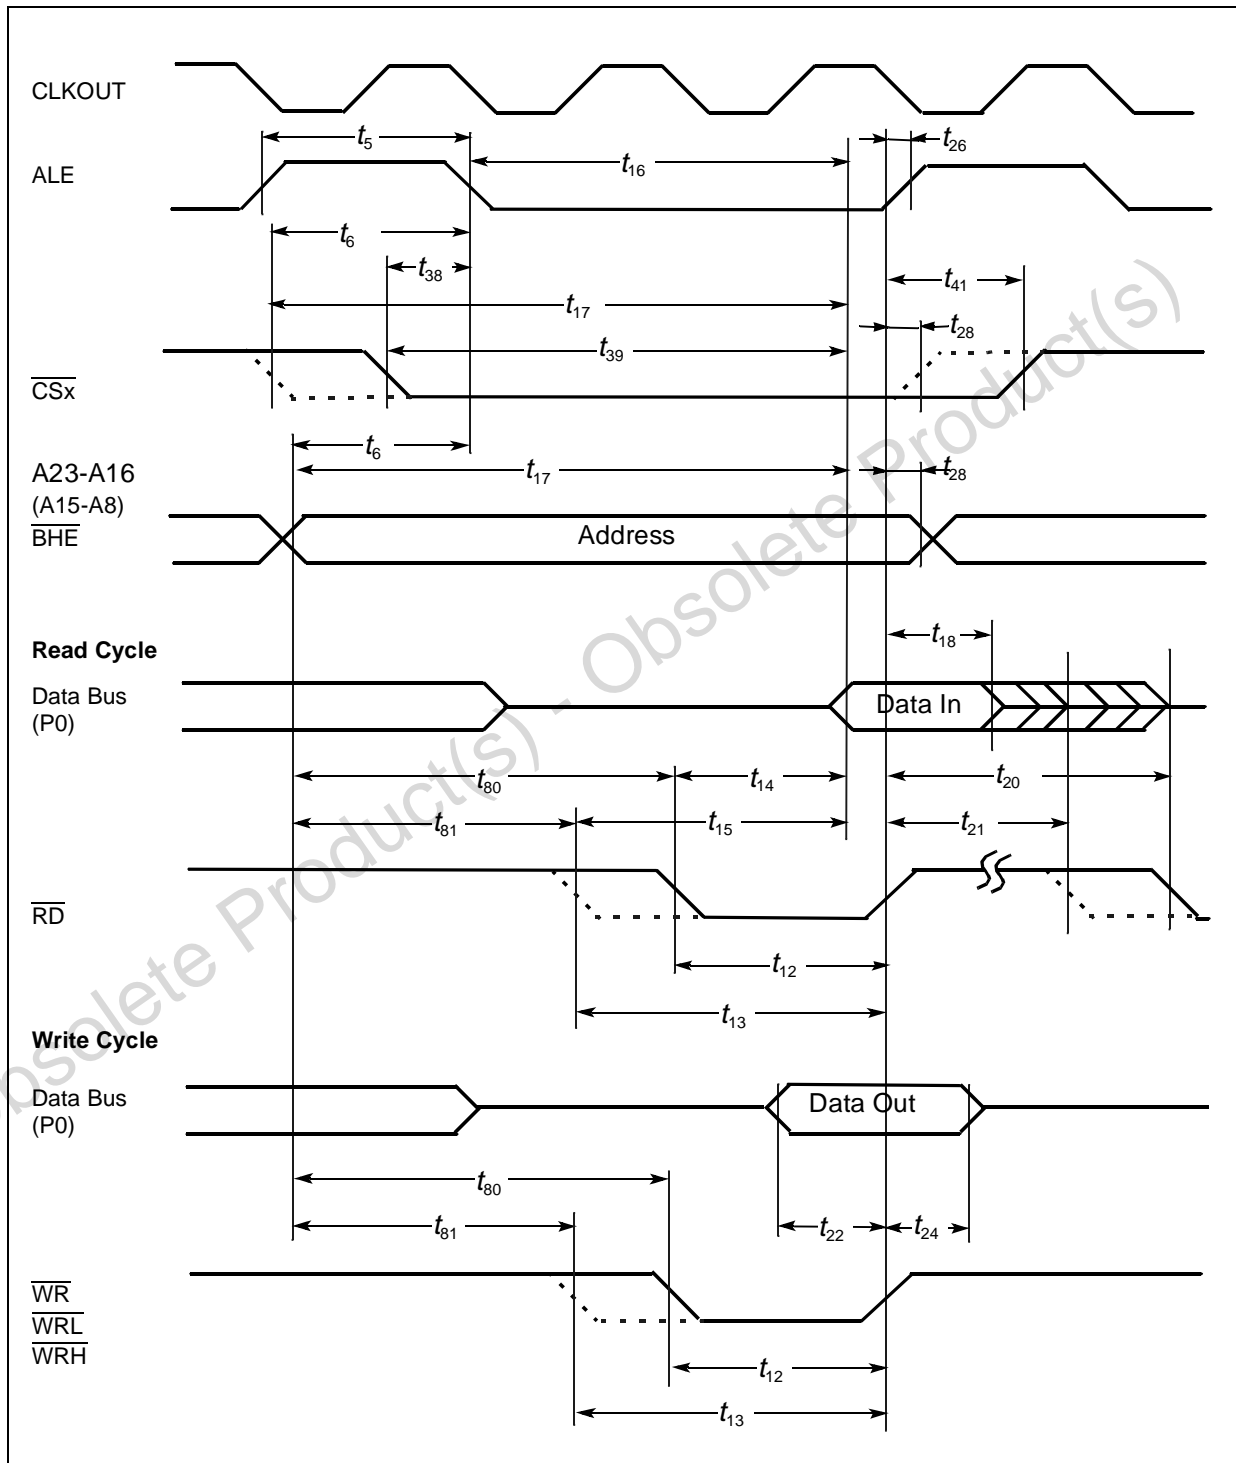 CLKOUT
t5
t26
ALE
t16
t6
t38
t41
t17
t28
t39
CSx
t6
A23-A16
t17
t28
(A15-A8)
BHE
Address
t18
Read Cycle
Data Bus
(P0)
Data In
t80
t14
t20
t81
t15
t21
RD
t12
t13
Write Cycle
Data Bus
(P0)
Data Out
t80
t81
t22
t24
WR
WRL
WRH
t12
t13
Obsolete Product(s) - Obsolete Product(s)